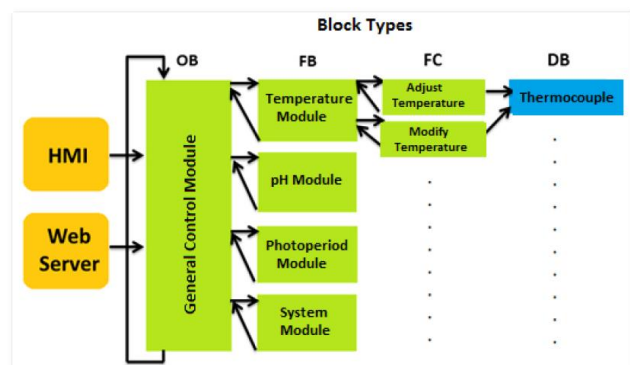 Block Types
OB
FB
FC
DB
HMI
Web
Server
General Control Module
Temperature
Module
pH Module
Photoperiod
Module
System
Module
Adjust
Temperature
Modify
Temperature
Thermocouple